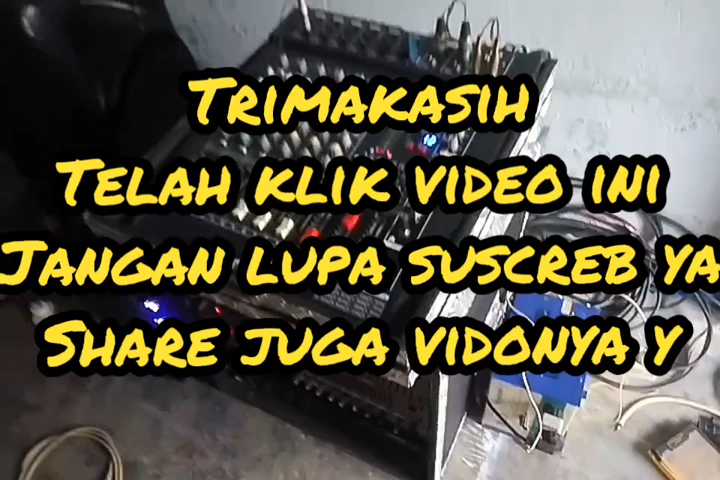 Trimakasih
Telah klik video ini
Jangan lupa suscreb ya
Share juga vidonya y